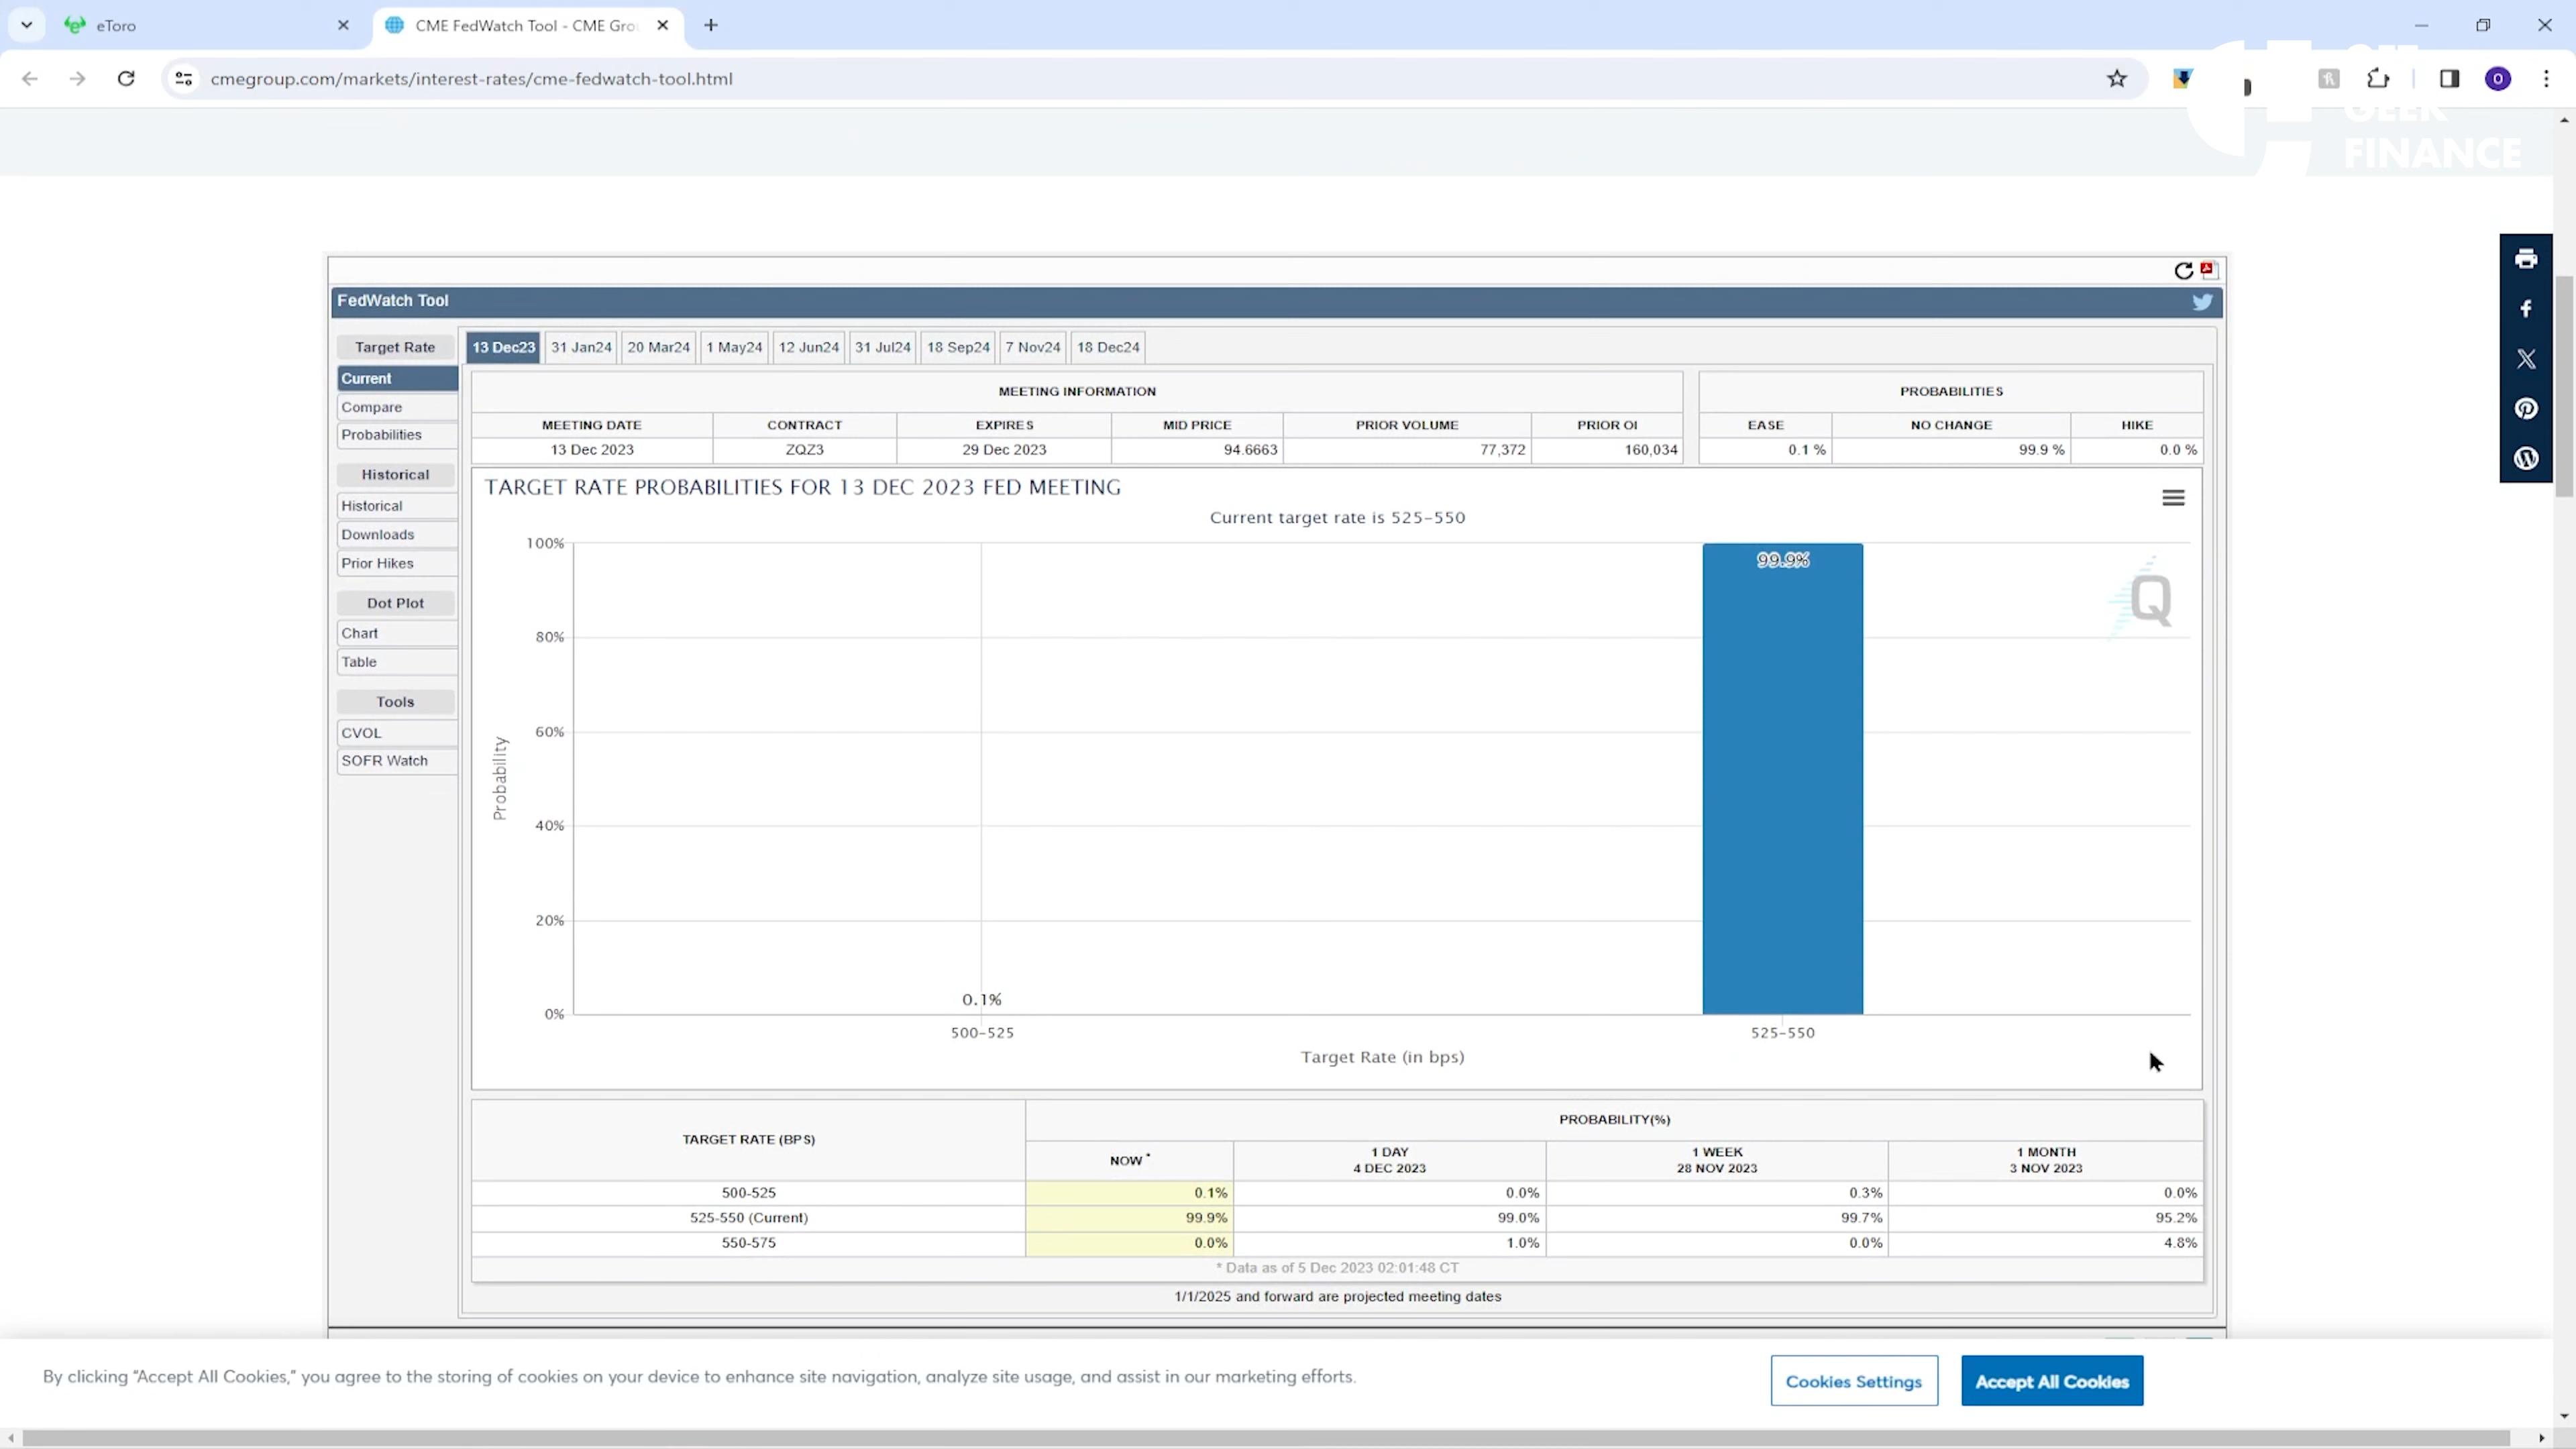 eToro
CME FedWatch Tool - CME Gro
cmegroup.com/markets/interest-rates/cme-fedwatch-tool.html
GEEK
FINANCE
FedWatch Tool
Target Rate
Current
Compare
Probabilities
Historical
Historical
Downloads
Prior Hikes
Dot Plot
Chart
Table
Tools
CVOL
SOFR Watch
13 Dec23 31 Jan24 20 Mar24 1 May24 12 Jun24 31 Jul24 18 Sep24 7 Nov24 18 Dec24
MEETING INFORMATION
MEETING DATE CONTRACT EXPIRES MID PRICE PRIOR VOLUME PRIOR OI
13 Dec 2023 ZQZ3 29 Dec 2023 94.6663 77,372 160,034
PROBABILITIES
EASE NO CHANGE HIKE
0.1 % 99.9 % 0.0 %
TARGET RATE PROBABILITIES FOR 13 DEC 2023 FED MEETING
Current target rate is 525-550
Q
Probability
100%
80%
60%
40%
20%
0%
99.9%
0.1%
500-525 525-550
Target Rate (in bps)
TARGET RATE (BPS) PROBABILITY(%)
NOW * 1 DAY 4 DEC 2023 1 WEEK 28 NOV 2023 1 MONTH 3 NOV 2023
500-525 0.1% 0.0% 0.3% 0.0%
525-550 (Current) 99.9% 99.0% 99.7% 95.2%
550-575 0.0% 1.0% 0.0% 4.8%
* Data as of 5 Dec 2023 02:01:48 CT
1/1/2025 and forward are projected meeting dates
By clicking "Accept All Cookies," you agree to the storing of cookies on your device to enhance site navigation, analyze site usage, and assist in our marketing efforts.
Cookies Settings
Accept All Cookies